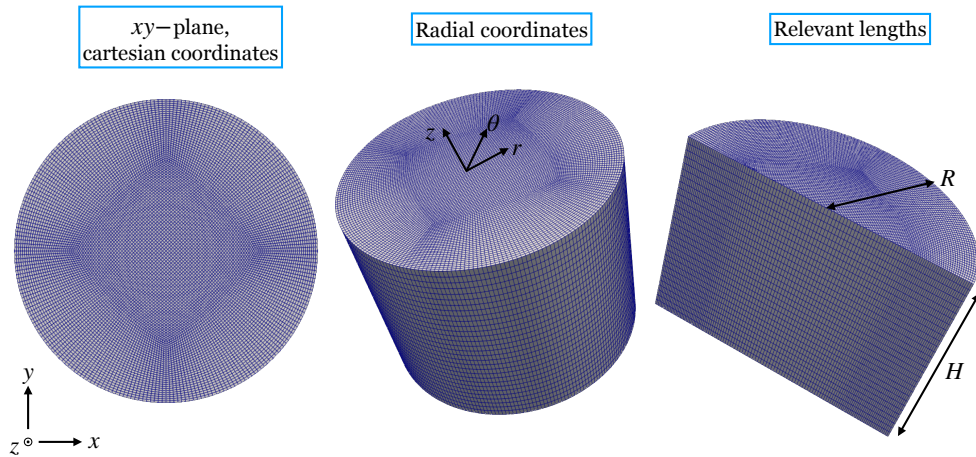 xy−plane,
cartesian coordinates
Radial coordinates
Relevant lengths
z
θ
r
R
H
y
z
x